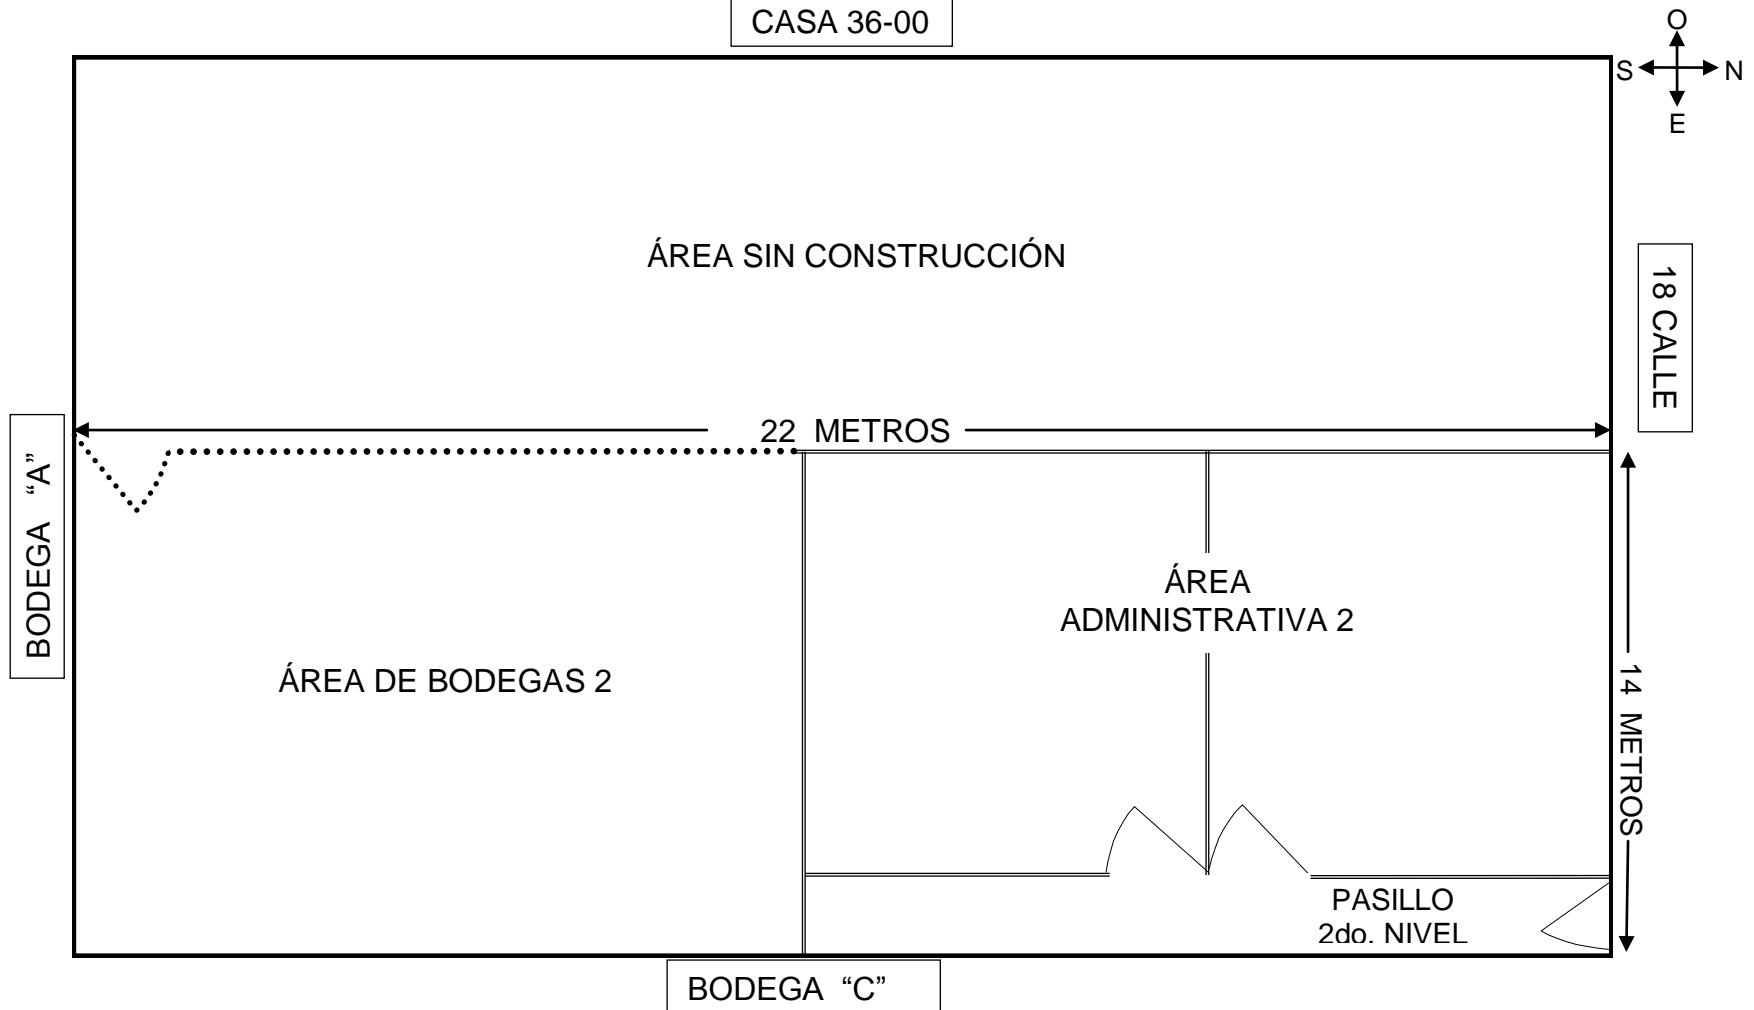 CASA 36-00
O
S
N
E
ÁREA SIN CONSTRUCCIÓN
18 CALLE
22 METROS
BODEGA “A”
ÁREA
ADMINISTRATIVA 2
ÁREA DE BODEGAS 2
14 METROS
PASILLO
2do. NIVEL
BODEGA “C”